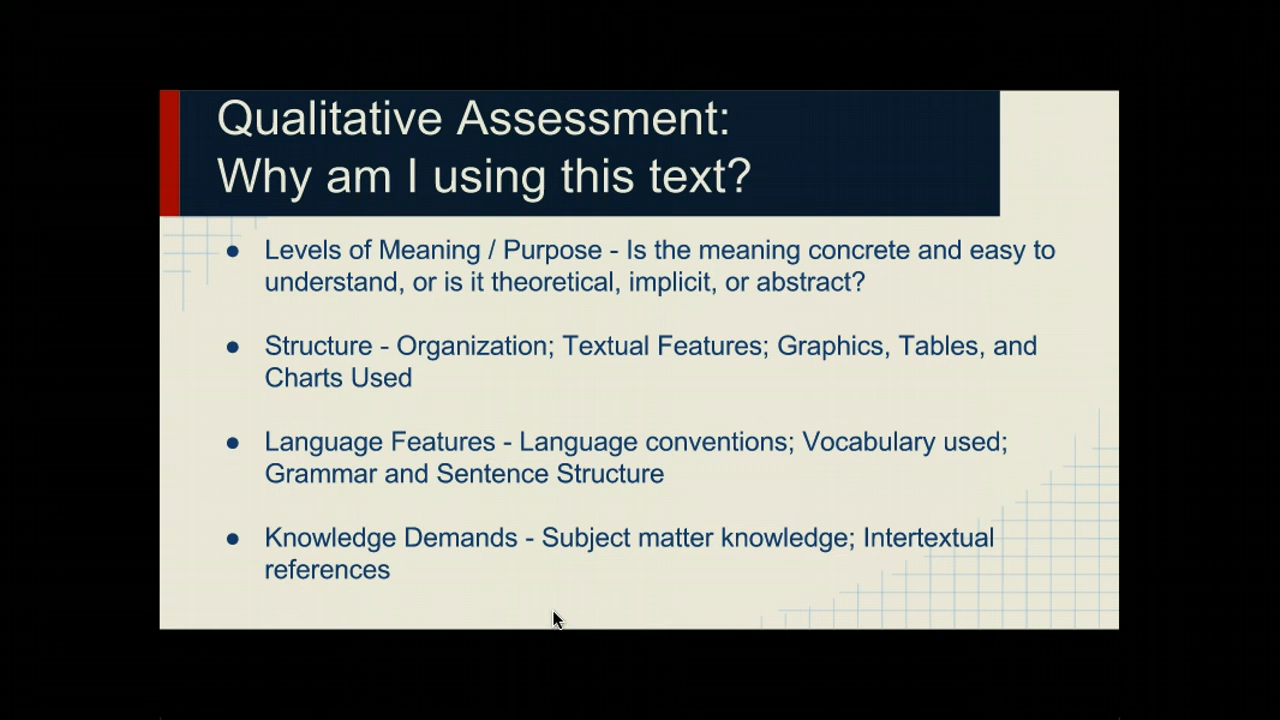 Qualitative Assessment:
Why am I using this text?
● Levels of Meaning / Purpose - Is the meaning concrete and easy to
understand, or is it theoretical, implicit, or abstract?
● Structure - Organization; Textual Features; Graphics, Tables, and
Charts Used
● Language Features - Language conventions; Vocabulary used;
Grammar and Sentence Structure
● Knowledge Demands - Subject matter knowledge; Intertextual
references